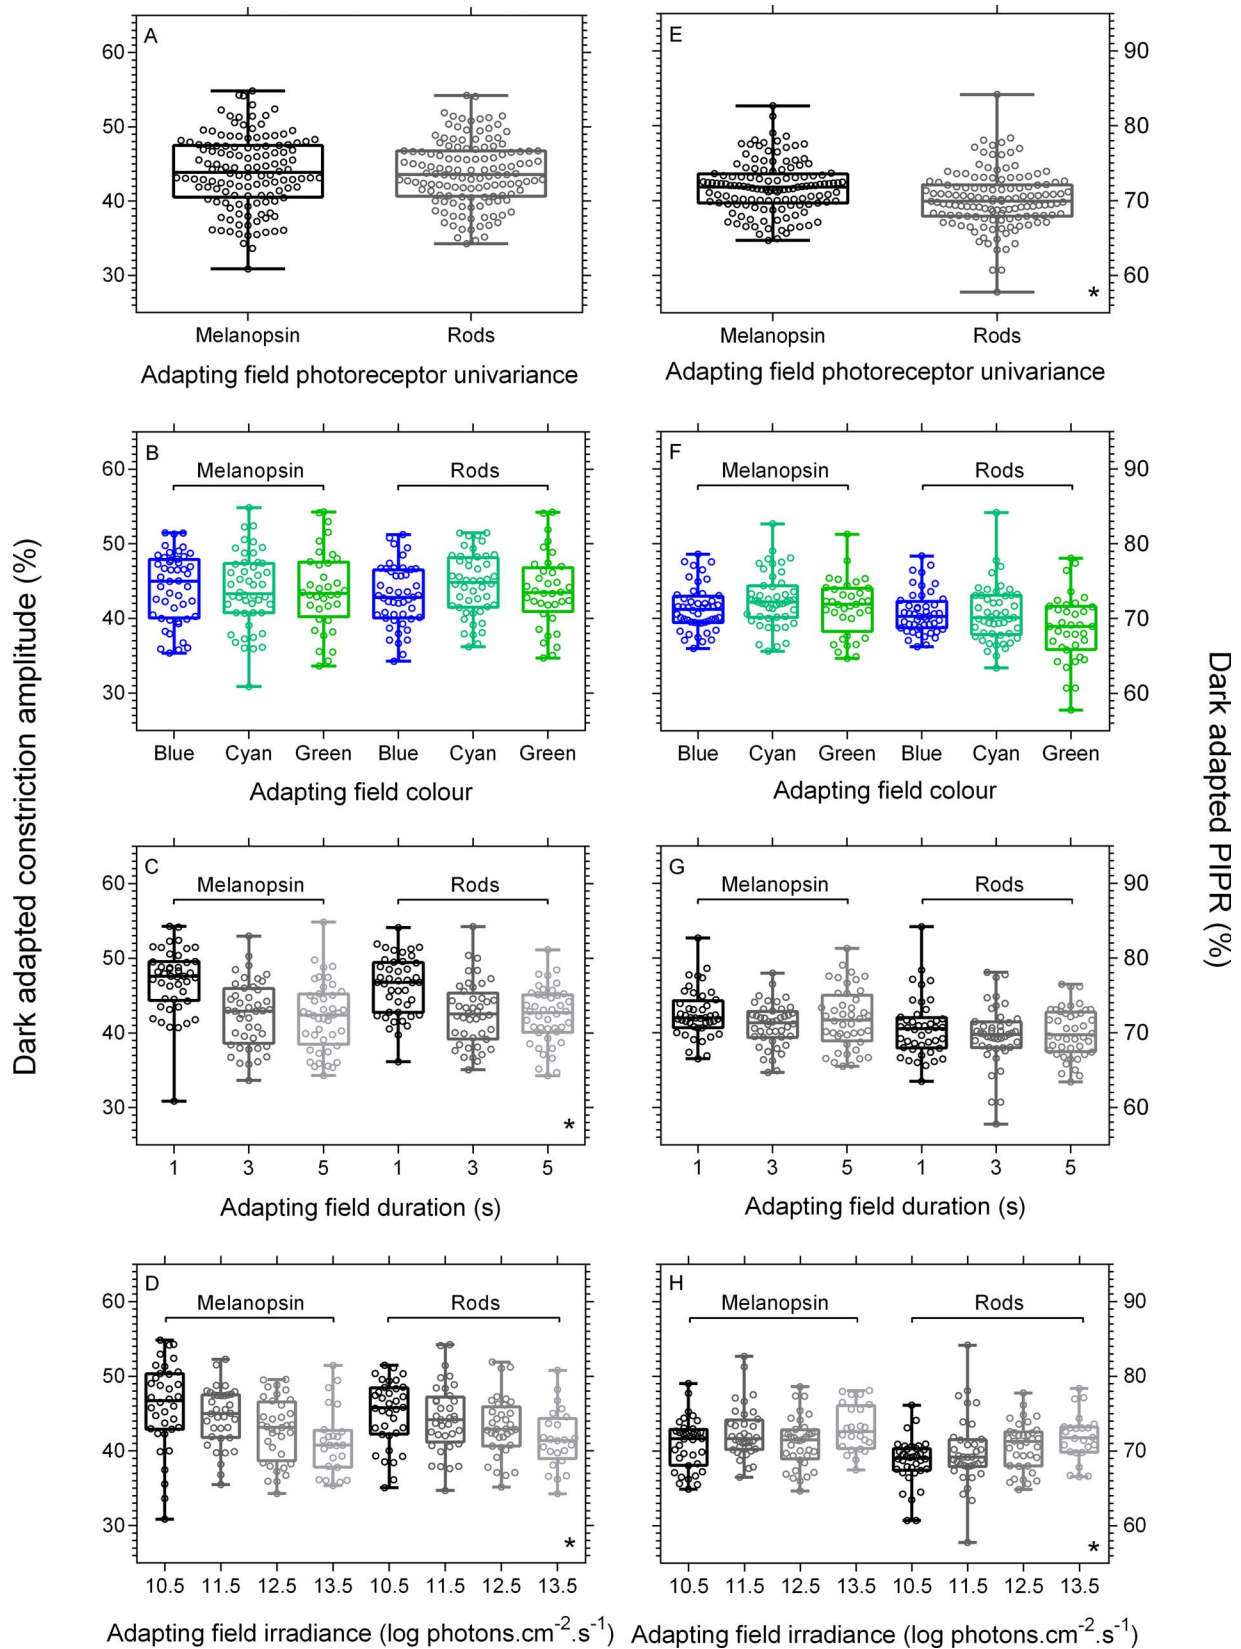 Dark adapted constriction amplitude (%)
Dark adapted PIPR (%)
A
60
50
40
30
Melanopsin Rods
Adapting field photoreceptor univariance
E
90
80
70
60
*
Melanopsin Rods
Adapting field photoreceptor univariance
B
Melanopsin Rods
60
50
40
30
Blue Cyan Green Blue Cyan Green
Adapting field colour
F
Melanopsin Rods
90
80
70
60
Blue Cyan Green Blue Cyan Green
Adapting field colour
C
Melanopsin Rods
60
50
40
30
*
1 3 5 1 3 5
Adapting field duration (s)
G
Melanopsin Rods
90
80
70
60
1 3 5 1 3 5
Adapting field duration (s)
D
Melanopsin Rods
60
50
40
30
*
10.5 11.5 12.5 13.5 10.5 11.5 12.5 13.5
Adapting field irradiance (log photons.cm⁻².s⁻¹)
H
Melanopsin Rods
90
80
70
60
*
10.5 11.5 12.5 13.5 10.5 11.5 12.5 13.5
Adapting field irradiance (log photons.cm⁻².s⁻¹)